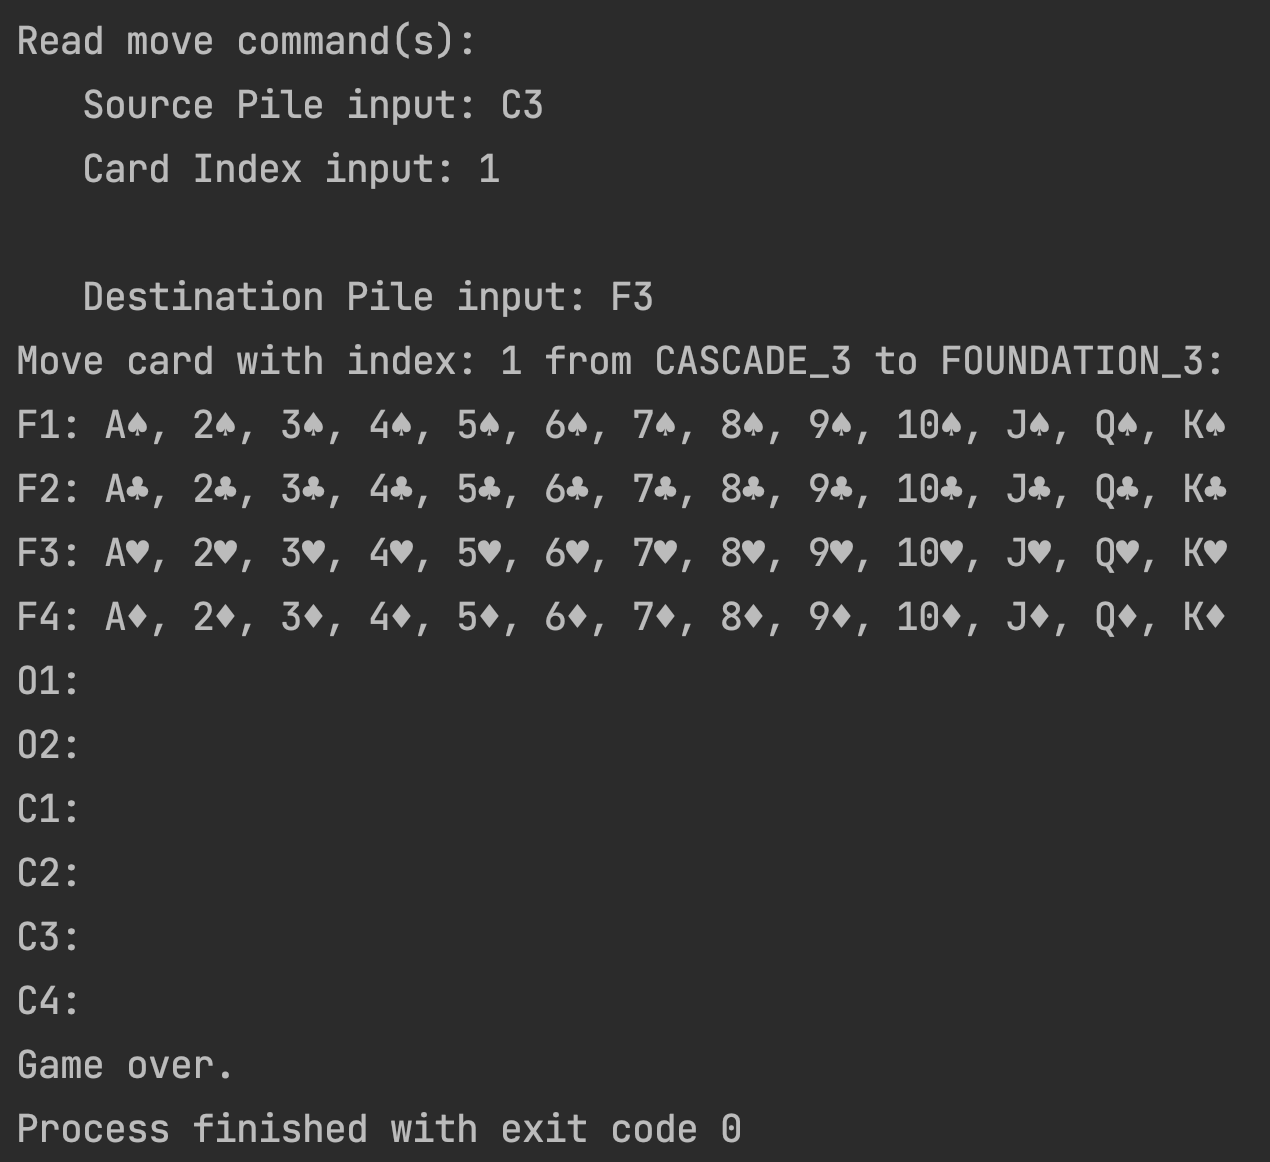 Read move command(s):
Source Pile input: C3
Card Index input: 1
Destination Pile input: F3
Move card with index: 1 from CASCADE_3 to FOUNDATION_3:
F1: A♠, 2♠, 3♠, 4♠, 5♠, 6♠, 7♠, 8♠, 9♠, 10♠, J♠, Q♠, K♠
F2: A♣, 2♣, 3♣, 4♣, 5♣, 6♣, 7♣, 8♣, 9♣, 10♣, J♣, Q♣, K♣
F3: A♥, 2♥, 3♥, 4♥, 5♥, 6♥, 7♥, 8♥, 9♥, 10♥, J♥, Q♥, K♥
F4: A♦, 2♦, 3♦, 4♦, 5♦, 6♦, 7♦, 8♦, 9♦, 10♦, J♦, Q♦, K♦
O1:
O2:
C1:
C2:
C3:
C4:
Game over.
Process finished with exit code 0